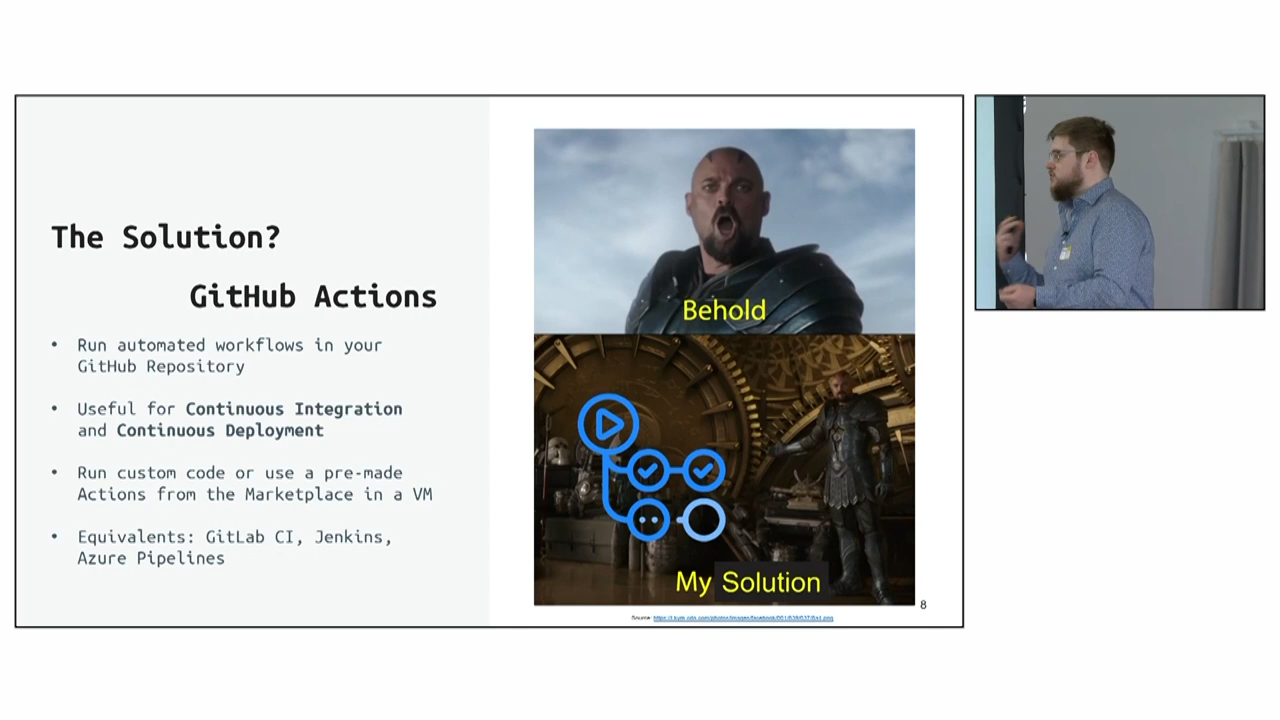 The Solution?
GitHub Actions
• Run automated workflows in your
GitHub Repository
• Useful for Continuous Integration
and Continuous Deployment
• Run custom code or use a pre-made
Actions from the Marketplace in a VM
• Equivalents: GitLab CI, Jenkins,
Azure Pipelines
Behold
My Solution
8
Source: